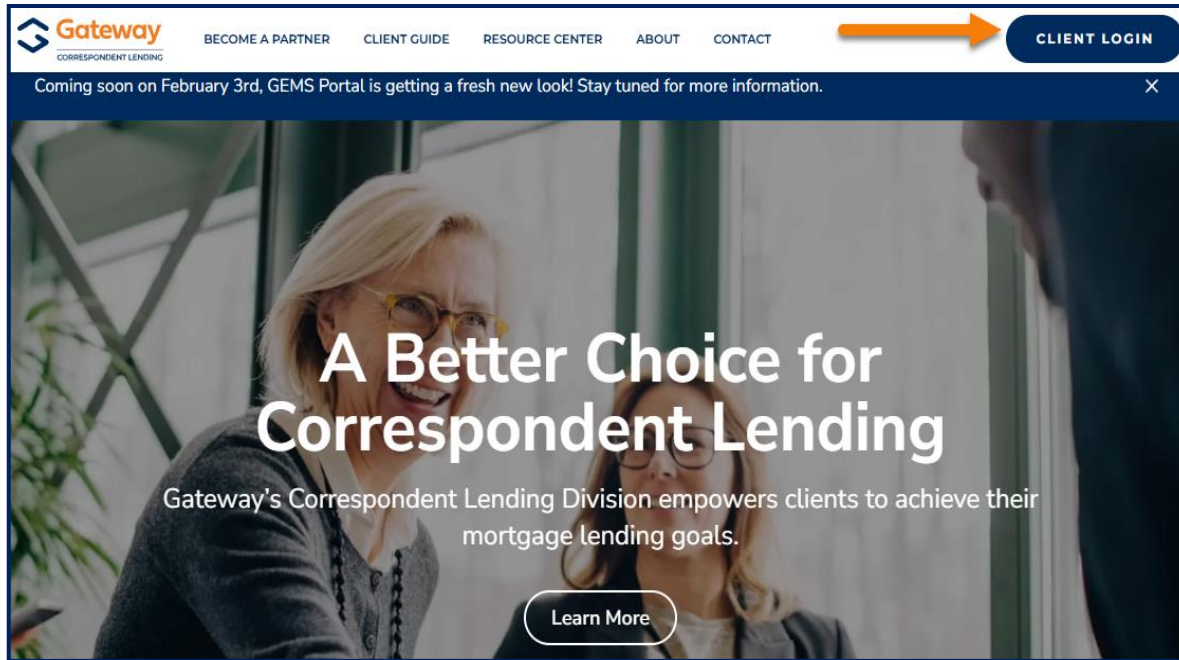 Gateway
CORRESPONDENT LENDING
BECOME A PARTNER CLIENT GUIDE RESOURCE CENTER ABOUT CONTACT CLIENT LOGIN
Coming soon on February 3rd, GEMS Portal is getting a fresh new look! Stay tuned for more information. ×
A Better Choice for
Correspondent Lending
Gateway's Correspondent Lending Division empowers clients to achieve their
mortgage lending goals.
Learn More